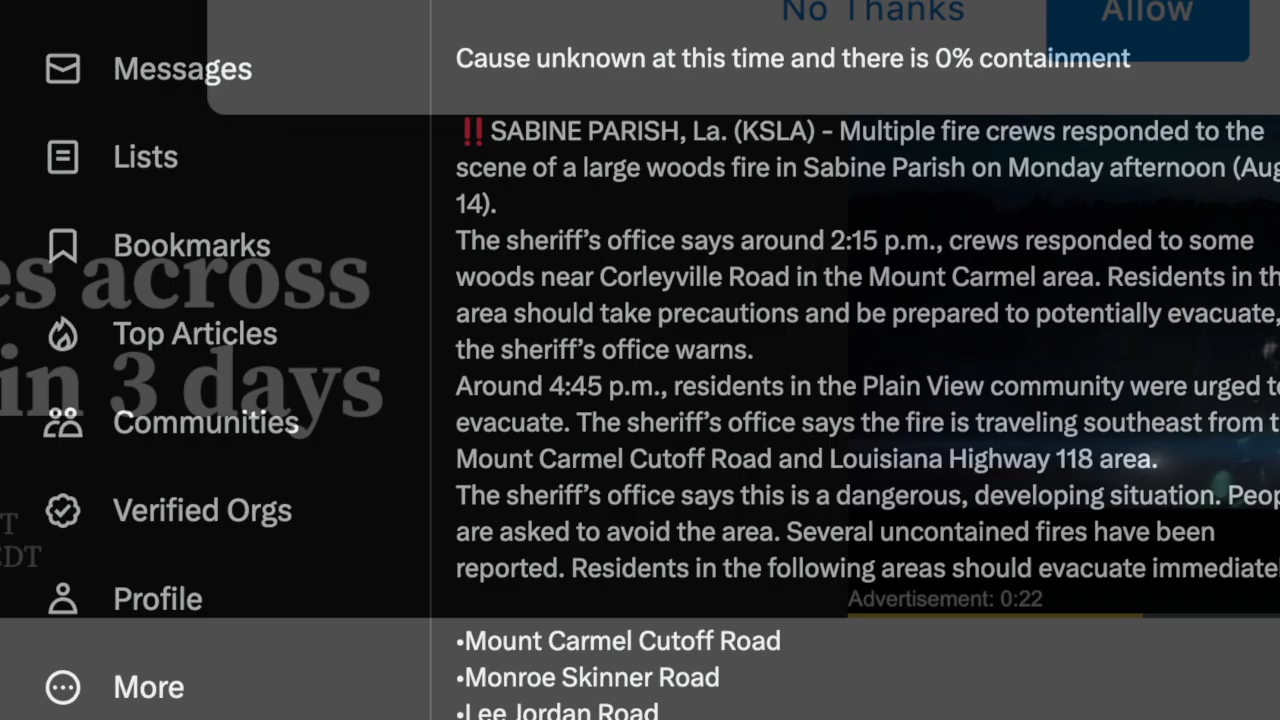 No Thanks
Allow
Cause unknown at this time and there is 0% containment
Messages
Lists
Bookmarks
Top Articles
Communities
Verified Orgs
Profile
More
es across
in 3 days
T
EDT
‼️SABINE PARISH, La. (KSLA) - Multiple fire crews responded to the
scene of a large woods fire in Sabine Parish on Monday afternoon (Aug
14).
The sheriff's office says around 2:15 p.m., crews responded to some
woods near Corleyville Road in the Mount Carmel area. Residents in th
area should take precautions and be prepared to potentially evacuate,
the sheriff's office warns.
Around 4:45 p.m., residents in the Plain View community were urged to
evacuate. The sheriff's office says the fire is traveling southeast from t
Mount Carmel Cutoff Road and Louisiana Highway 118 area.
The sheriff's office says this is a dangerous, developing situation. Peop
are asked to avoid the area. Several uncontained fires have been
reported. Residents in the following areas should evacuate immediate
Advertisement: 0:22
•Mount Carmel Cutoff Road
•Monroe Skinner Road
•Lee Jordan Road